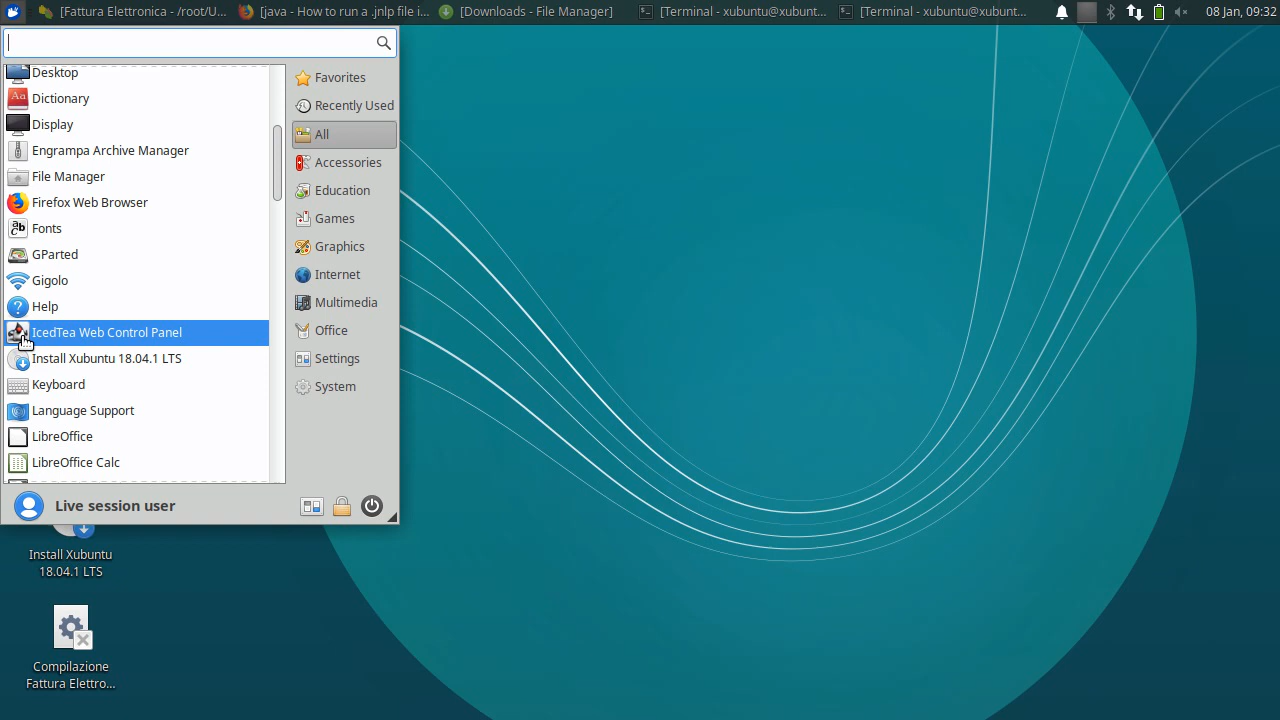 [Fattura Elettronica - /root/U...
[java - How to run a .jnlp file i...
[Downloads - File Manager]
[Terminal - xubuntu@xubunt...
[Terminal - xubuntu@xubunt...
08 Jan, 09:32
Desktop
Dictionary
Display
Engrampa Archive Manager
File Manager
Firefox Web Browser
Fonts
GParted
Gigolo
Help
IcedTea Web Control Panel
Install Xubuntu 18.04.1 LTS
Keyboard
Language Support
LibreOffice
LibreOffice Calc
Favorites
Recently Used
All
Accessories
Education
Games
Graphics
Internet
Multimedia
Office
Settings
System
Live session user
Install Xubuntu
18.04.1 LTS
Compilazione
Fattura Elettro...